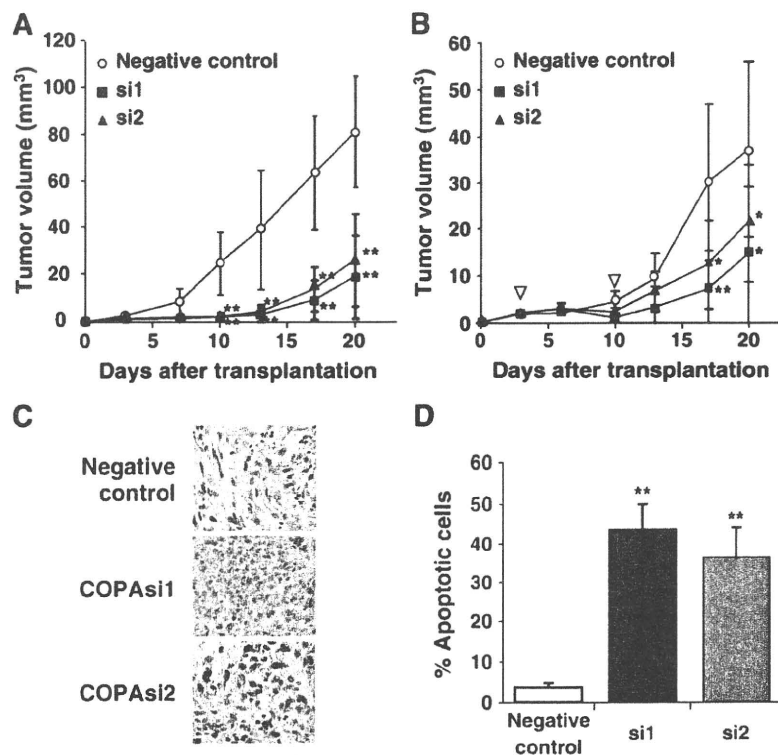 A
Tumor volume (mm³)
120
100
80
60
40
20
0
Negative control
si1
si2
**
**
**
**
**
**
**
**
0 5 10 15 20
Days after transplantation
B
Tumor volume (mm³)
60
50
40
30
20
10
0
Negative control
si1
si2
*
**
*
*
0 5 10 15 20
Days after transplantation
C
Negative
control
COPAsi1
COPAsi2
D
% Apoptotic cells
60
50
40
30
20
10
0
**
**
Negative
control
si1
si2